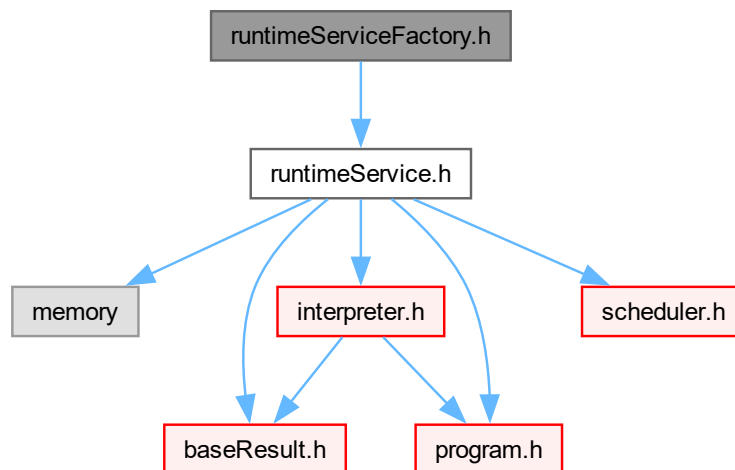 runtimeServiceFactory.h
runtimeService.h
memory
interpreter.h
scheduler.h
baseResult.h
program.h